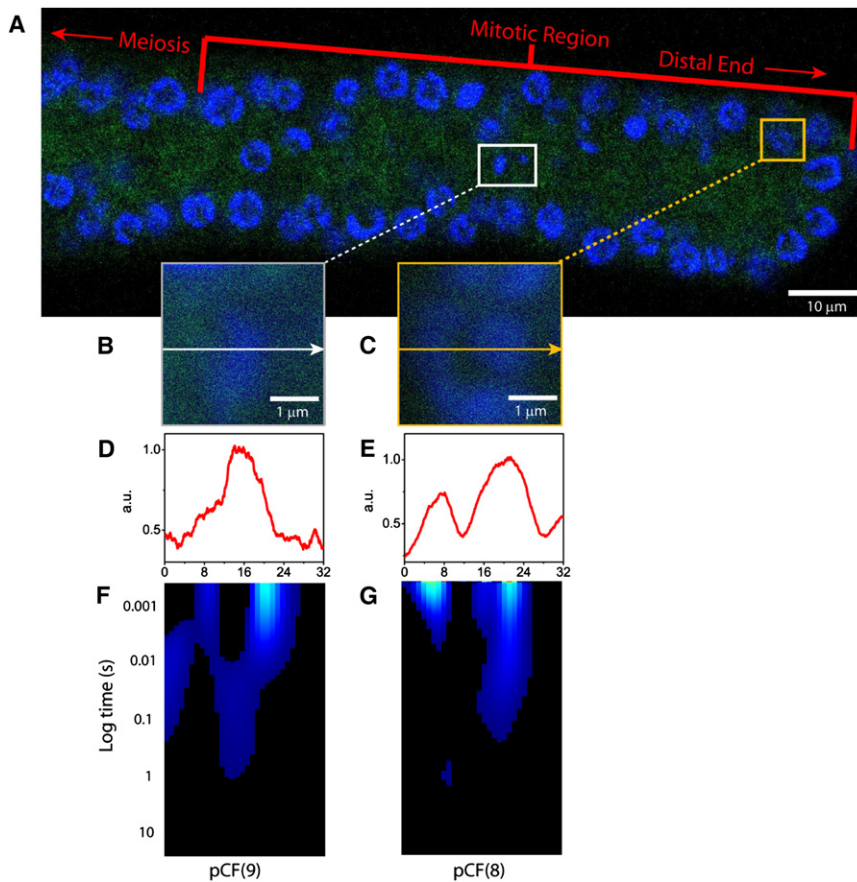 A
Meiosis
Mitotic Region
Distal End
10 μm
B
1 μm
C
1 μm
D
1.0
0.5
a.u.
0 8 16 24 32
E
1.0
0.5
a.u.
0 8 16 24 32
F
0.001
0.01
0.1
1
10
Log time (s)
pCF(9)
G
pCF(8)